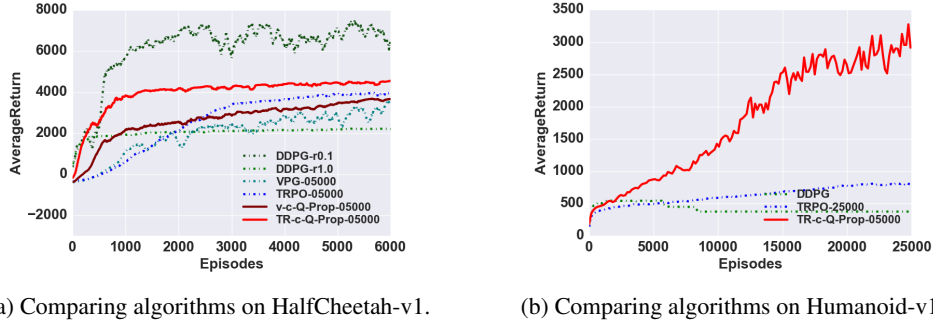 8000
6000
4000
2000
0
−2000
AverageReturn
0 1000 2000 3000 4000 5000 6000
Episodes
DDPG-r0.1
DDPG-r1.0
VPG-05000
TRPO-05000
v-c-Q-Prop-05000
TR-c-Q-Prop-05000
3500
3000
2500
2000
1500
1000
500
0
AverageReturn
0 5000 10000 15000 20000 25000
Episodes
DDPG
TRPO-25000
TR-c-Q-Prop-05000
a) Comparing algorithms on HalfCheetah-v1.
(b) Comparing algorithms on Humanoid-v1